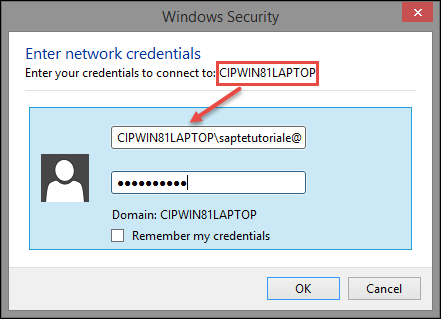 Windows Security
Enter network credentials
Enter your credentials to connect to: CIPWIN81LAPTOP
CIPWIN81LAPTOP\saptetutoriale@
●●●●●●●●●●
Domain: CIPWIN81LAPTOP
Remember my credentials
OK
Cancel